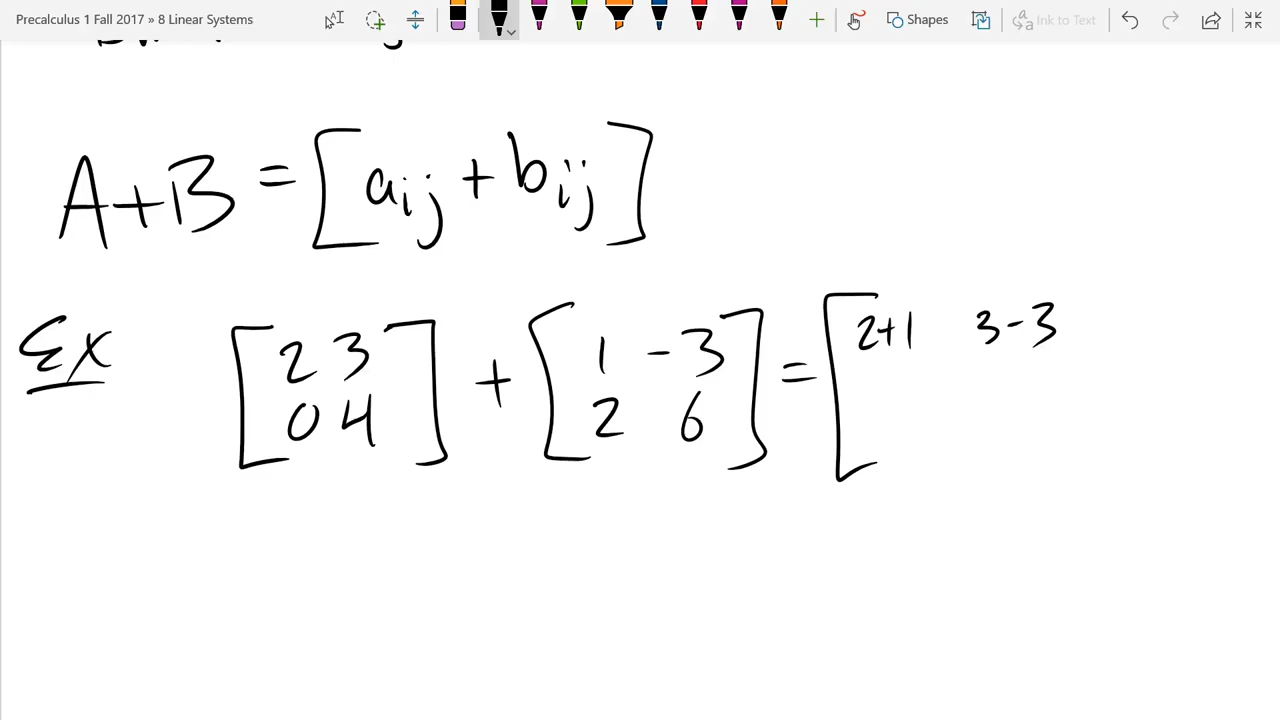 Precalculus 1 Fall 2017 » 8 Linear Systems
Shapes
Ink to Text
A+B = [ aij + bij ]
Ex
[ 2 3 ] + [ 1 -3 ] = [ 2+1 3-3
[ 0 4 ] [ 2 6 ]